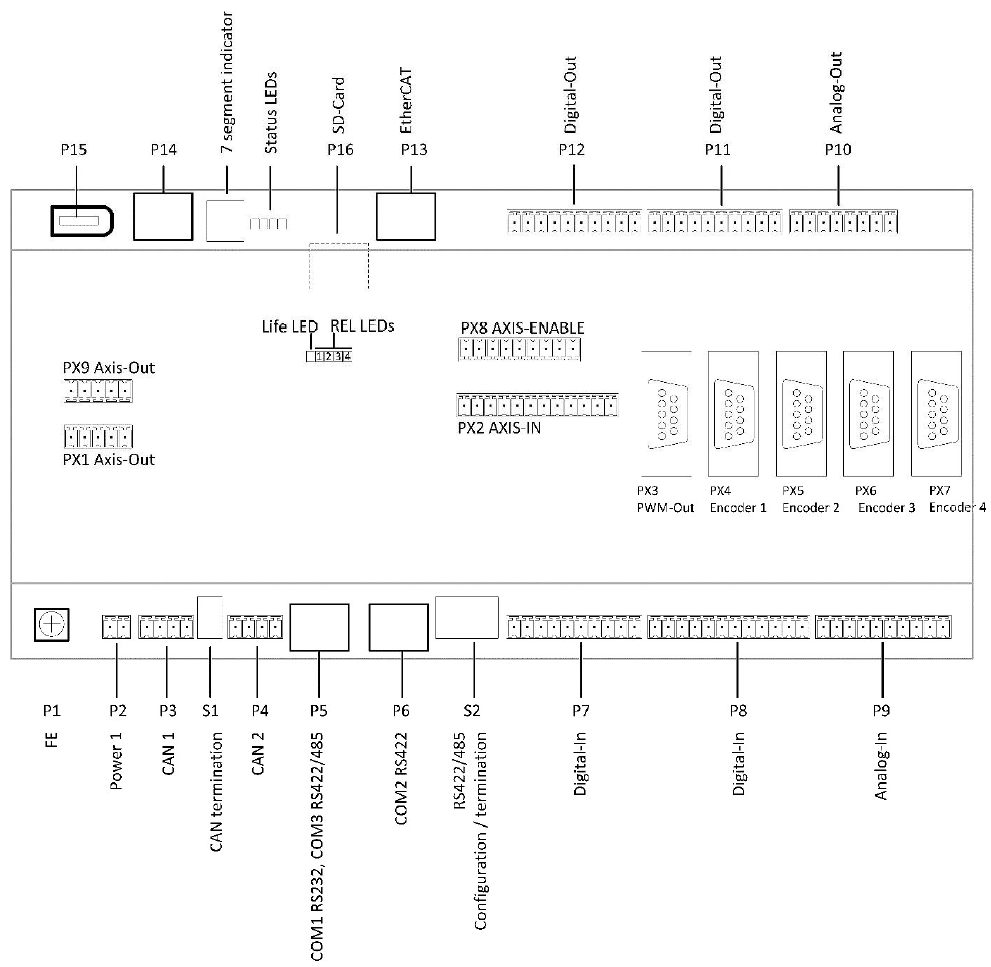 7 segment indicator
Status LEDs
SD-Card
EtherCAT
Digital-Out
Digital-Out
Analog-Out
P15
P14
P16
P13
P12
P11
P10
Life LED
REL LEDs
1 2 3 4
PX8 AXIS-ENABLE
PX9 Axis-Out
PX2 AXIS-IN
PX1 Axis-Out
PX3
PWM-Out
PX4
Encoder 1
PX5
Encoder 2
PX6
Encoder 3
PX7
Encoder 4
P1
P2
P3
S1
P4
P5
P6
S2
P7
P8
P9
FE
Power 1
CAN 1
CAN termination
CAN 2
COM1 RS232, COM3 RS422/485
COM2 RS422
RS422/485
Configuration / termination
Digital-In
Digital-In
Analog-In